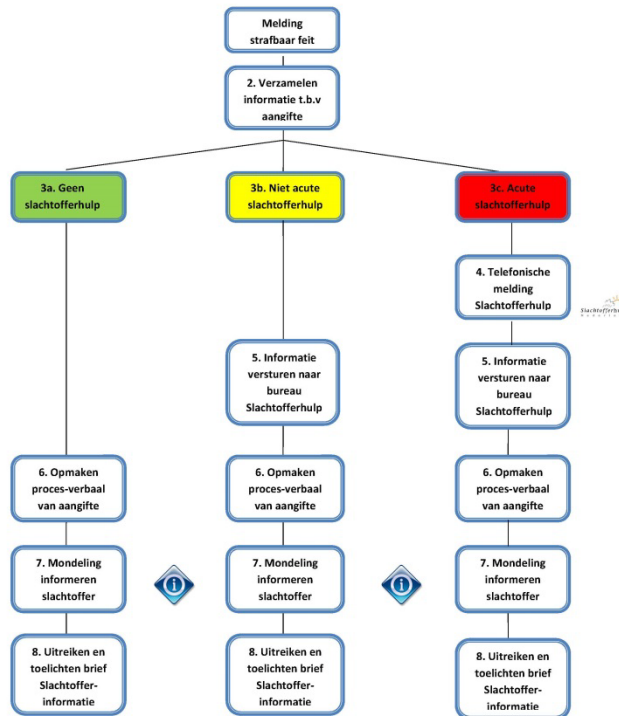 Melding
strafbaar feit
2. Verzamelen
informatie t.b.v
aangifte
3a. Geen
slachtofferhulp
3b. Niet acute
slachtofferhulp
3c. Acute
slachtofferhulp
4. Telefonische
melding
Slachtofferhulp
5. Informatie
versturen naar
bureau
Slachtofferhulp
5. Informatie
versturen naar
bureau
Slachtofferhulp
6. Opmaken
proces-verbaal
van aangifte
6. Opmaken
proces-verbaal
van aangifte
6. Opmaken
proces-verbaal
van aangifte
7. Mondeling
informeren
slachtoffer
7. Mondeling
informeren
slachtoffer
7. Mondeling
informeren
slachtoffer
8. Uitreiken en
toelichten brief
Slachtoffer-
informatie
8. Uitreiken en
toelichten brief
Slachtoffer-
informatie
8. Uitreiken en
toelichten brief
Slachtoffer-
informatie